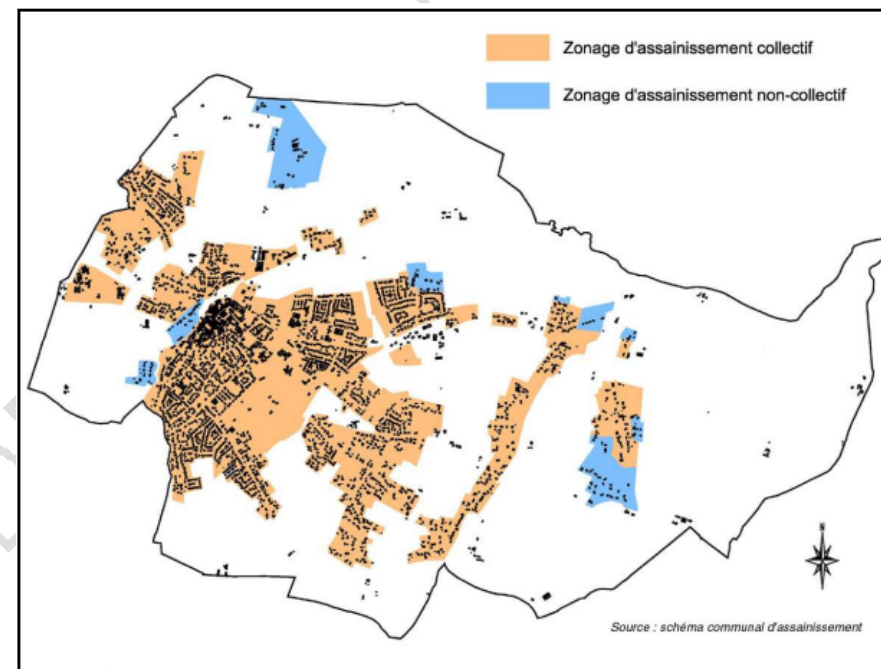 Zonage d'assainissement collectif
Zonage d'assainissement non-collectif
N
Source : schéma communal d'assainissement